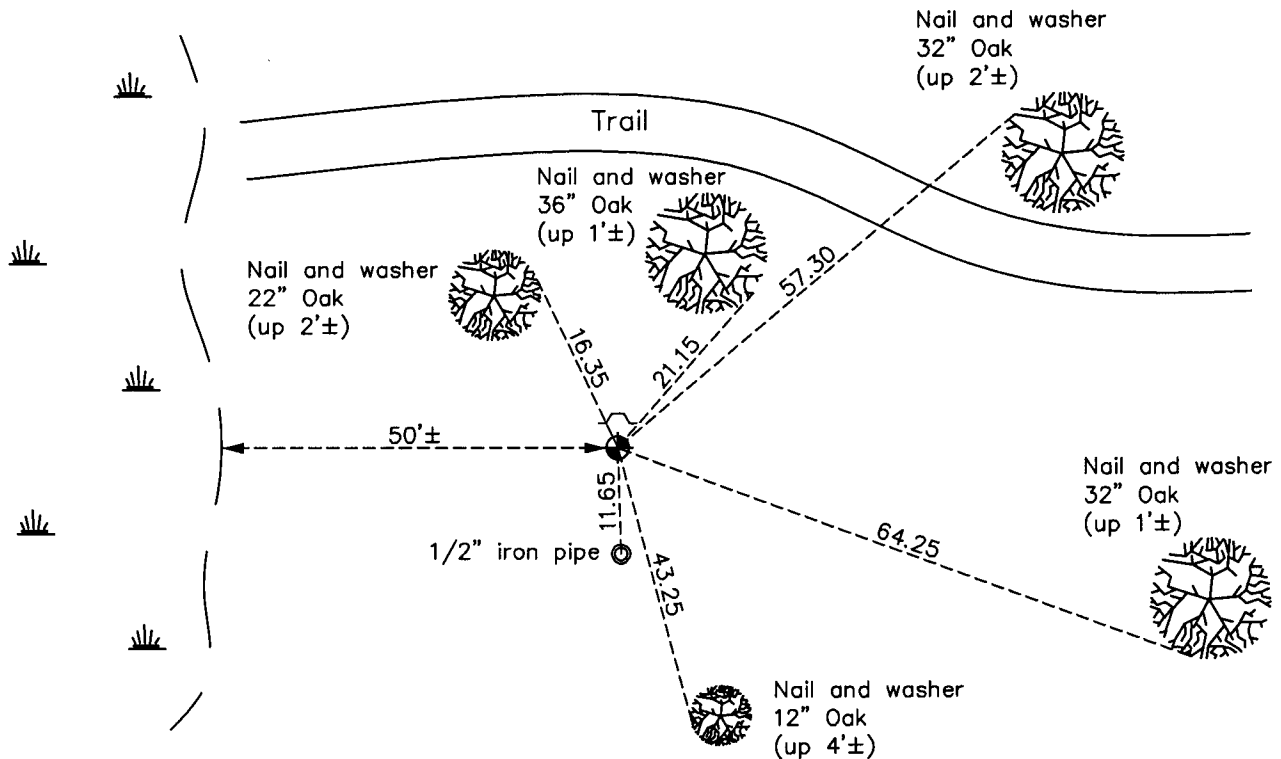 Nail and washer
32” Oak
(up 2'±)
Trail
Nail and washer
36” Oak
(up 1'±)
57.30
Nail and washer
22” Oak
(up 2'±)
16.35
21.15
50'±
Nail and washer
32” Oak
(up 1'±)
11.65
64.25
1/2” iron pipe
43.25
Nail and washer
12” Oak
(up 4'±)